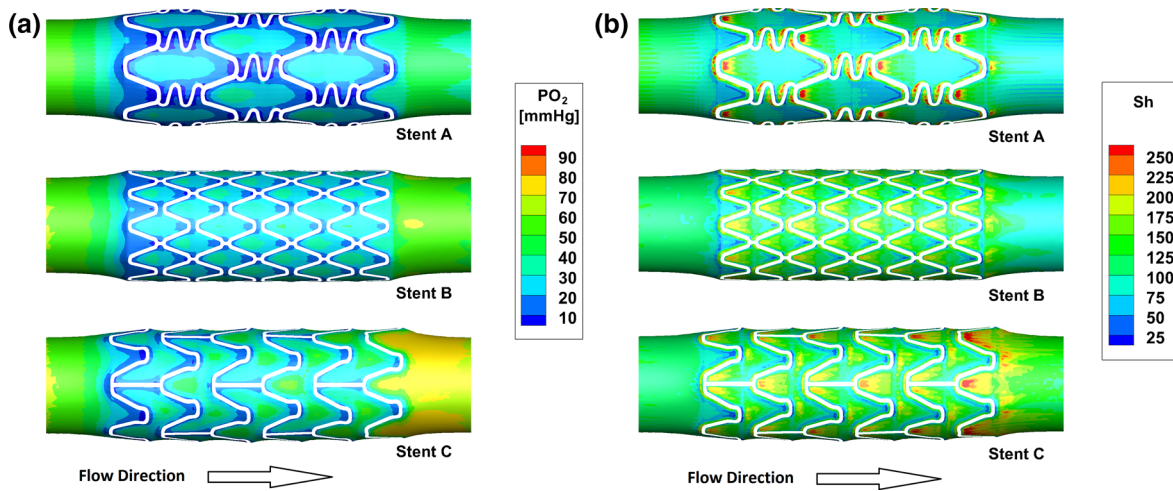 (a)
Stent A
Stent B
Stent C
Flow Direction
PO2
[mmHg]
90
80
70
60
50
40
30
20
10
(b)
Stent A
Stent B
Stent C
Flow Direction
Sh
250
225
200
175
150
125
100
75
50
25